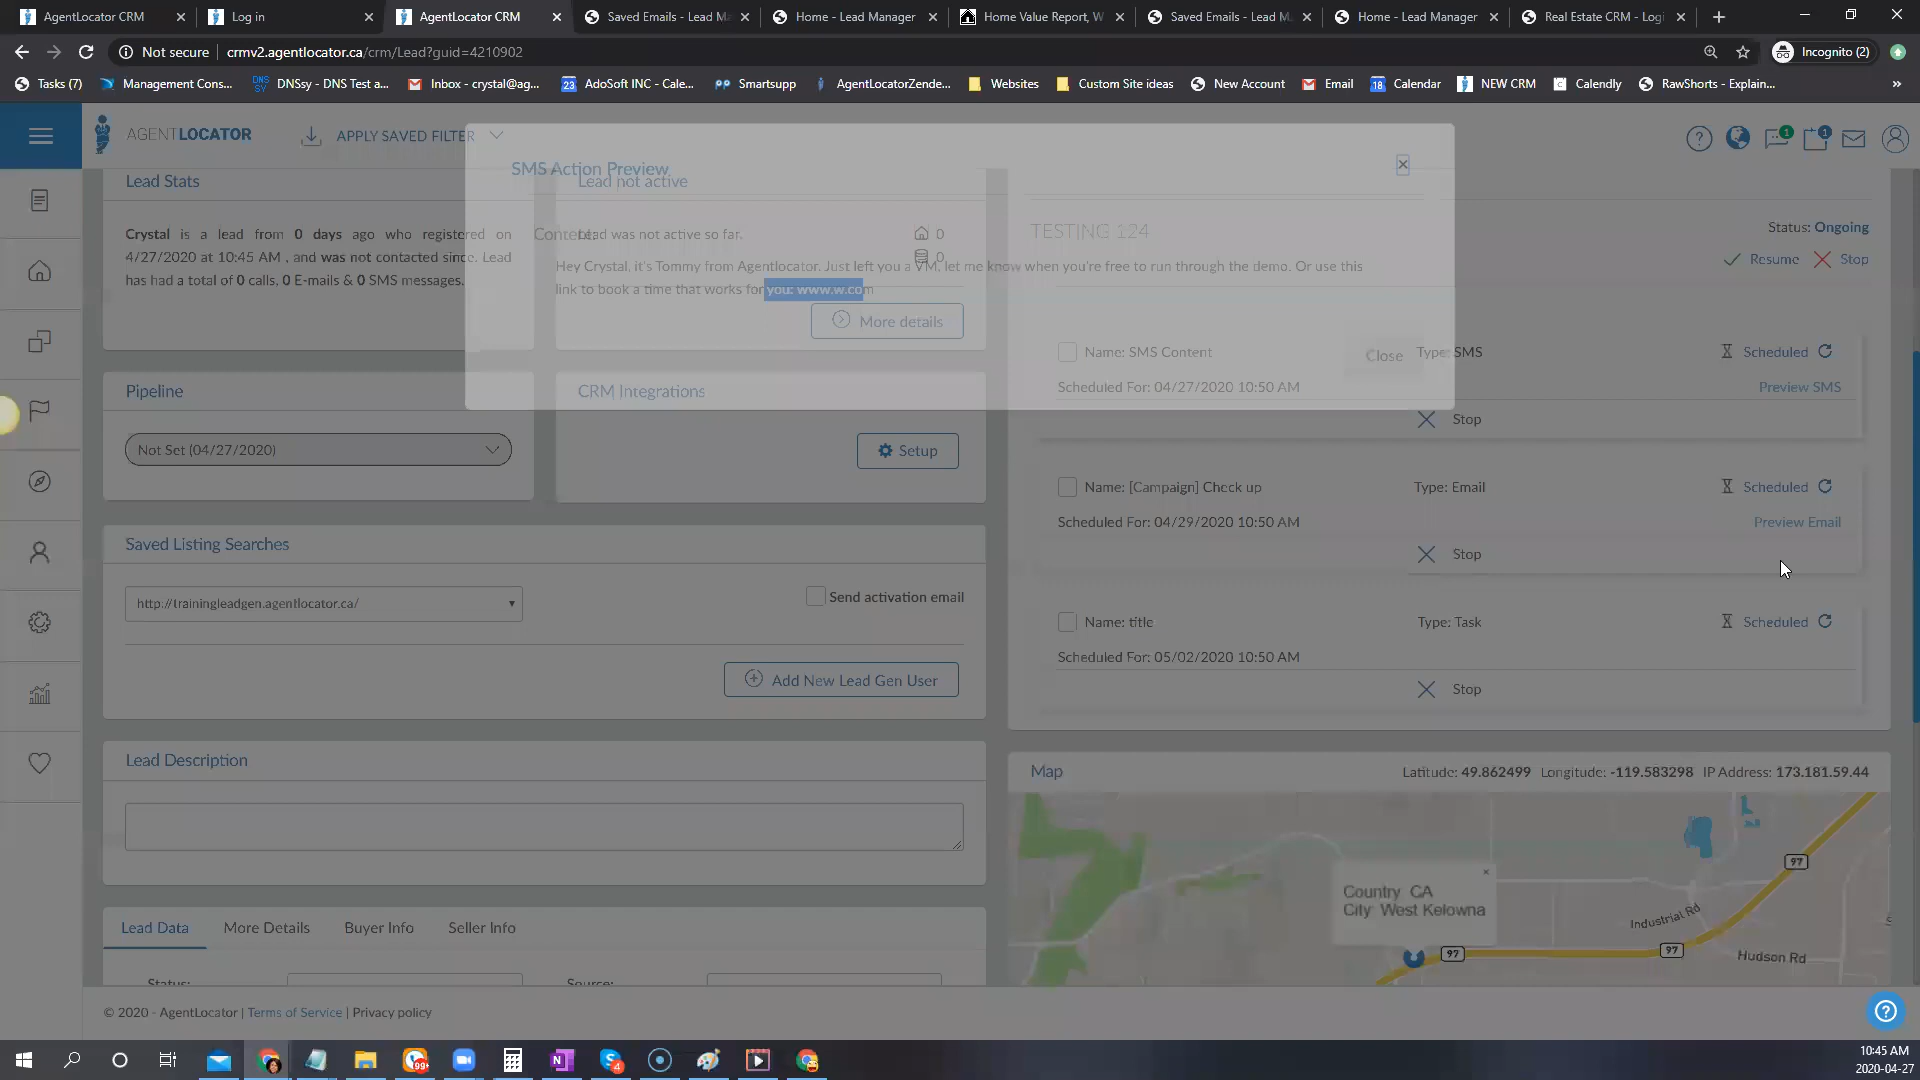 AgentLocator CRM
Log in
AgentLocator CRM
Saved Emails - Lead M
Home - Lead Manager
Home Value Report, W
Saved Emails - Lead M
Home - Lead Manager
Real Estate CRM - Logi
Not secure
crmv2.agentlocator.ca/crm/Lead?guid=4210902
Incognito (2)
Tasks (7)
Management Cons...
DNSsy - DNS Test a...
Inbox - crystal@ag...
AdoSoft INC - Cale...
Smartsupp
AgentLocatorZende...
Websites
Custom Site ideas
New Account
Email
Calendar
NEW CRM
Calendly
RawShorts - Explain...
AGENTLOCATOR
APPLY SAVED FILTER
1
1
SMS Action Preview
Content:
Hey Crystal, it's Tommy from Agentlocator. Just left you a VM, let me know when you're free to run through the demo. Or use this
link to book a time that works for you: www.w.com
Close
Lead Stats
Crystal is a lead from 0 days ago who registered on
4/27/2020 at 10:45 AM , and was not contacted since. Lead
has had a total of 0 calls, 0 E-mails & 0 SMS messages.
Lead not active
Lead was not active so far.
0
0
More details
Pipeline
Not Set (04/27/2020)
CRM Integrations
Setup
Saved Listing Searches
http://trainingleadgen.agentlocator.ca/
Send activation email
Add New Lead Gen User
Lead Description
Lead Data
More Details
Buyer Info
Seller Info
Status:
Source:
TESTING 124
Status: Ongoing
Resume
Stop
Name: SMS Content
Type: SMS
Scheduled
Scheduled For: 04/27/2020 10:50 AM
Preview SMS
Stop
Name: [Campaign] Check up
Type: Email
Scheduled
Scheduled For: 04/29/2020 10:50 AM
Preview Email
Stop
Name: title
Type: Task
Scheduled
Scheduled For: 05/02/2020 10:50 AM
Stop
Map
Latitude: 49.862499 Longitude: -119.583298 IP Address: 173.181.59.44
Country CA
City: West Kelowna
97
97
97
Industrial Rd
Hudson Rd
© 2020 - AgentLocator | Terms of Service | Privacy policy
10:45 AM
2020-04-27